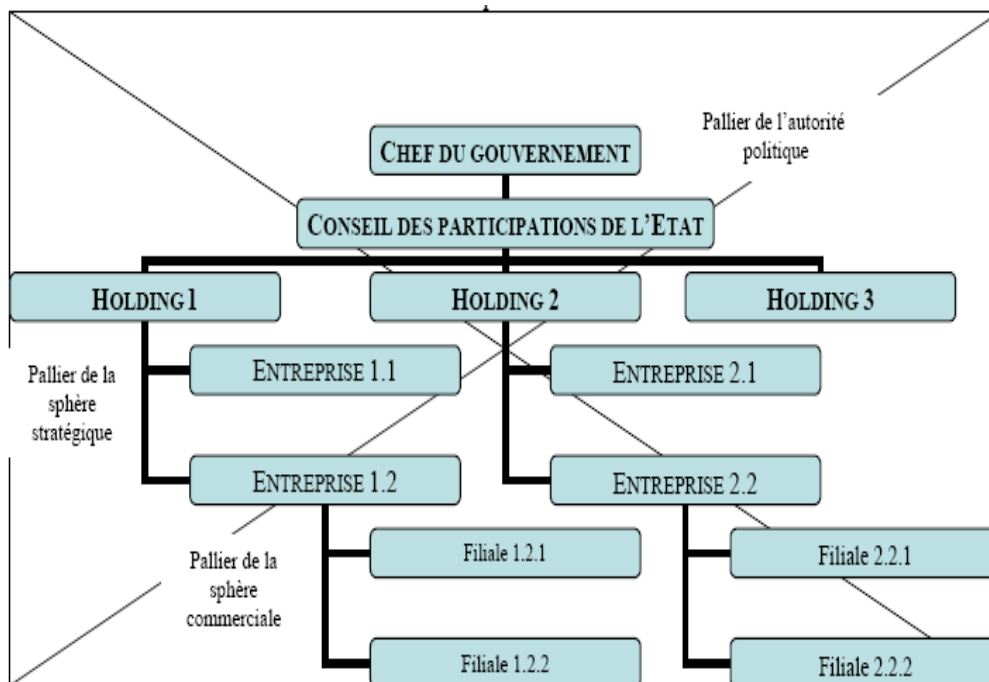 Pallier de l'autorité
politique
CHEF DU GOUVERNEMENT
CONSEIL DES PARTICIPATIONS DE L'ETAT
HOLDING 1
HOLDING 2
HOLDING 3
Pallier de la
sphère
stratégique
ENTREPRISE 1.1
ENTREPRISE 2.1
ENTREPRISE 1.2
ENTREPRISE 2.2
Pallier de la
sphère
commerciale
Filiale 1.2.1
Filiale 2.2.1
Filiale 1.2.2
Filiale 2.2.2